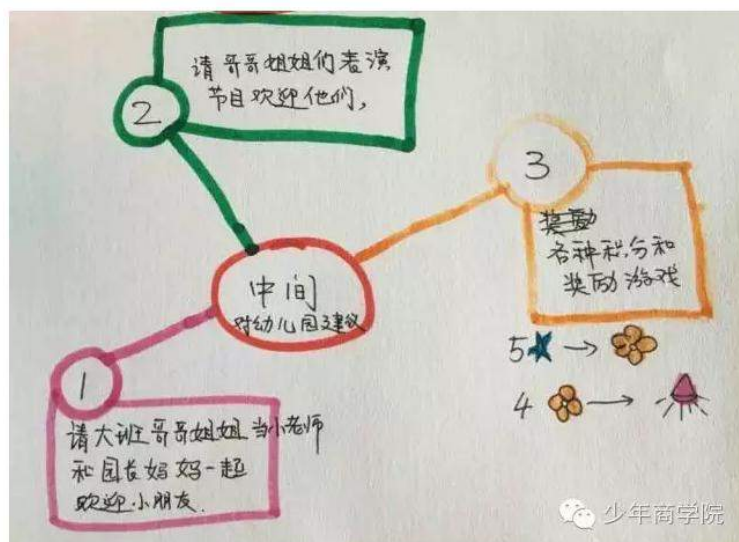 2
请哥哥姐姐们表演
节目欢迎他们,
3
奖励
各种积分和
奖励游戏
5 →
4 →
中间
对幼儿园建议
1
请大班哥哥姐姐当小老师
和园长妈妈一起
欢迎小朋友.
少年商学院